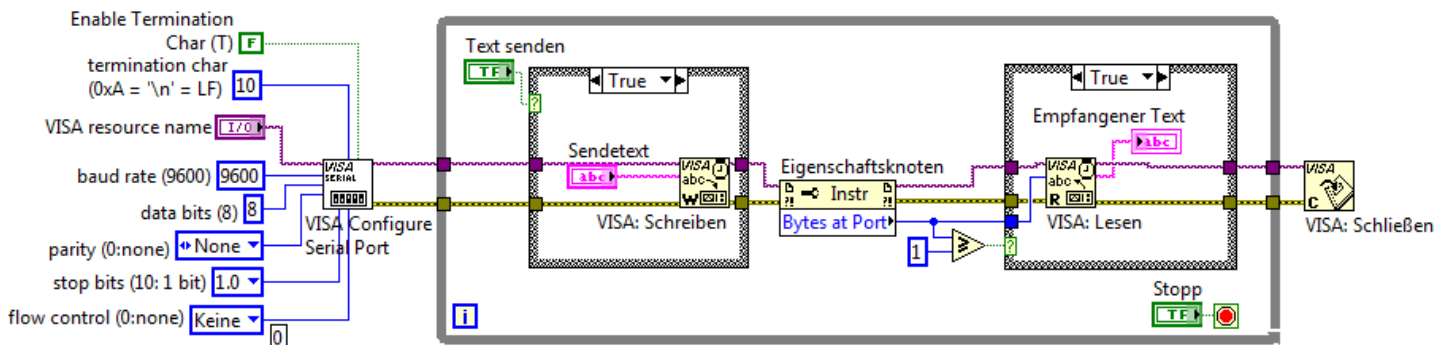 Enable Termination
Char (T) F
termination char
(0xA = '\n' = LF) 10
VISA resource name I/O
baud rate (9600) 9600
data bits (8) 8
parity (0:none) None
stop bits (10: 1 bit) 1.0
flow control (0:none) Keine
0
VISA
SERIAL
VISA Configure
Serial Port
Text senden
TF
True
?
Sendetext
abc
VISA
abc
W
VISA: Schreiben
Eigenschaftsknoten
?! Instr ?!
Bytes at Port
1
≥
True
?
Empfangener Text
abc
VISA
abc
R
VISA: Lesen
Stopp
TF
i
VISA
C
VISA: Schließen